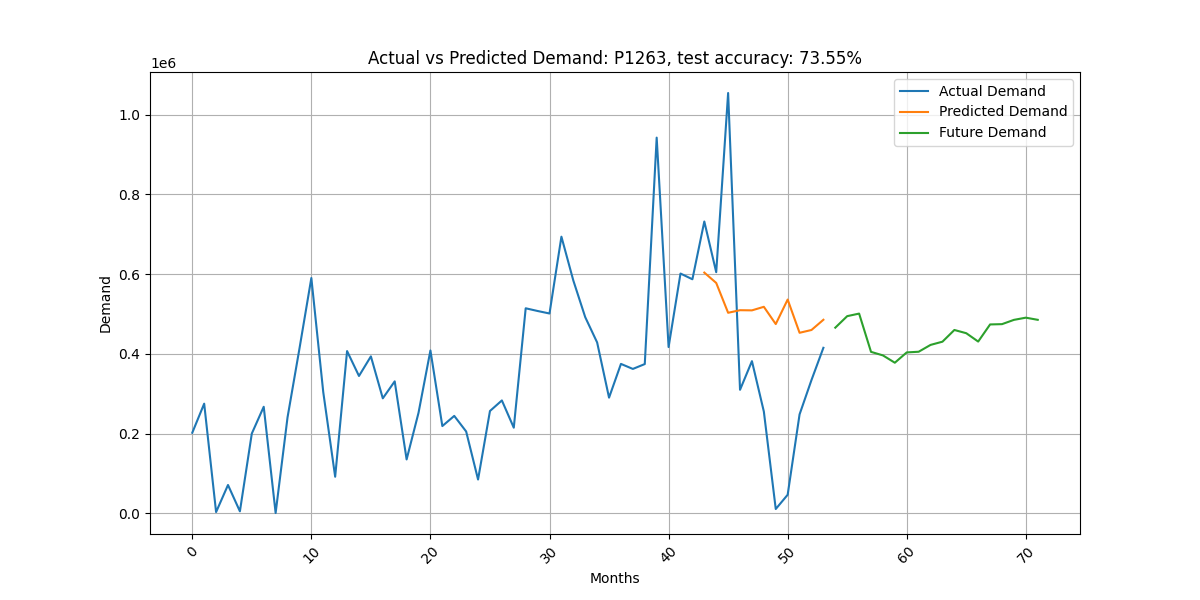 Actual vs Predicted Demand: P1263, test accuracy: 73.55%
1e6
Actual Demand
Predicted Demand
Future Demand
1.0
0.8
0.6
0.4
0.2
0.0
Demand
0 10 20 30 40 50 60 70
Months